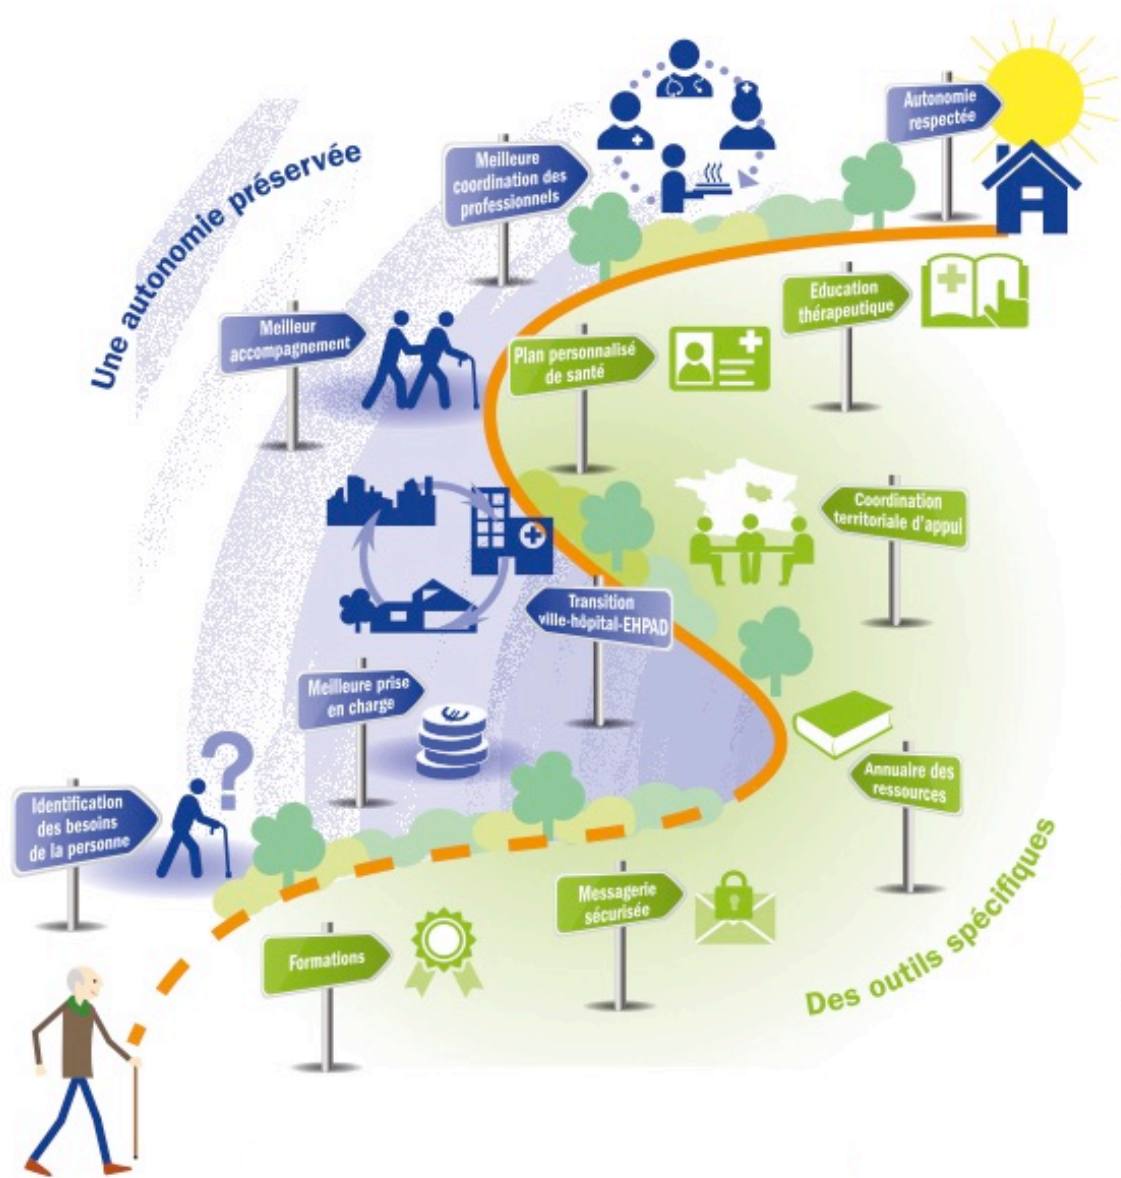 Autonomie
respectée
Meilleure
coordination des
professionnels
Une autonomie préservée
Education
thérapeutique
Meilleur
accompagnement
Plan personnalisé
de santé
Coordination
territoriale d'appui
Transition
ville-hôpital-EHPAD
Meilleure prise
en charge
Annuaire des
ressources
Identification
des besoins
de la personne
Messagerie
sécurisée
Formations
Des outils spécifiques